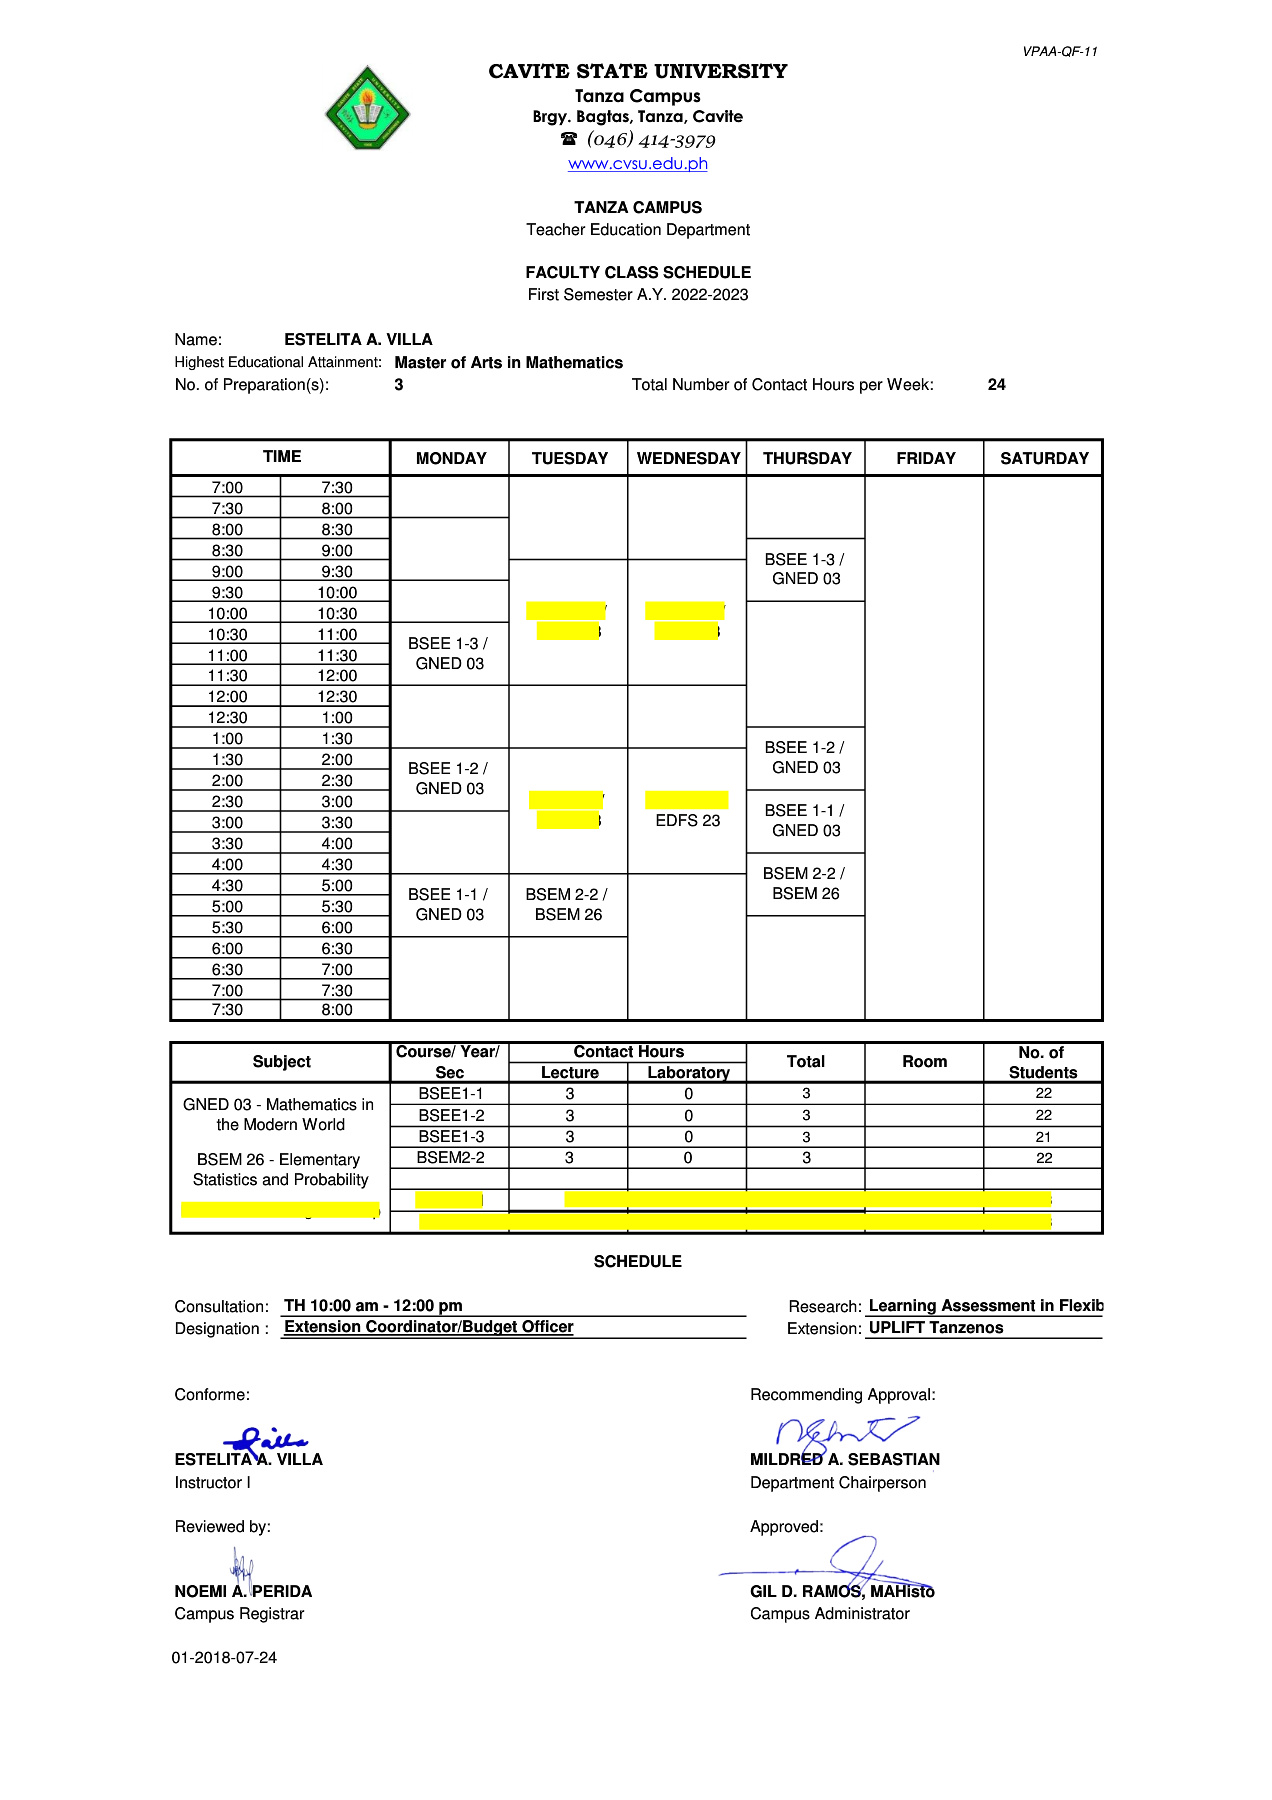 VPAA-QF-11
CAVITE STATE UNIVERSITY
Tanza Campus
Brgy. Bagtas, Tanza, Cavite
☎ (046) 414-3979
www.cvsu.edu.ph
TANZA CAMPUS
Teacher Education Department
FACULTY CLASS SCHEDULE
First Semester A.Y. 2022-2023
Name: ESTELITA A. VILLA
Highest Educational Attainment: Master of Arts in Mathematics
No. of Preparation(s): 3 Total Number of Contact Hours per Week: 24
TIME MONDAY TUESDAY WEDNESDAY THURSDAY FRIDAY SATURDAY
7:00 7:30
7:30 8:00
8:00 8:30
8:30 9:00
BSEE 1-3 /
9:00 9:30
GNED 03
9:30 10:00
10:00 10:30
10:30 11:00
BSEE 1-3 /
11:00 11:30
GNED 03
11:30 12:00
12:00 12:30
12:30 1:00
1:00 1:30
BSEE 1-2 /
1:30 2:00
BSEE 1-2 / GNED 03
2:00 2:30
GNED 03
2:30 3:00
BSEE 1-1 /
3:00 3:30
EDFS 23 GNED 03
3:30 4:00
4:00 4:30
BSEM 2-2 /
4:30 5:00
BSEE 1-1 / BSEM 2-2 / BSEM 26
5:00 5:30
GNED 03 BSEM 26
5:30 6:00
6:00 6:30
6:30 7:00
7:00 7:30
7:30 8:00
Subject Course/ Year/ Sec Contact Hours Total Room No. of Students
Lecture Laboratory
GNED 03 - Mathematics in
the Modern World
BSEM 26 - Elementary
Statistics and Probability
BSEE1-1 3 0 3 22
BSEE1-2 3 0 3 22
BSEE1-3 3 0 3 21
BSEM2-2 3 0 3 22
SCHEDULE
Consultation: TH 10:00 am - 12:00 pm Research: Learning Assessment in Flexib
Designation : Extension Coordinator/Budget Officer Extension: UPLIFT Tanzenos
Conforme: Recommending Approval:
ESTELITA A. VILLA MILDRED A. SEBASTIAN
Instructor I Department Chairperson
Reviewed by: Approved:
NOEMI A. PERIDA GIL D. RAMOS, MAHisto
Campus Registrar Campus Administrator
01-2018-07-24